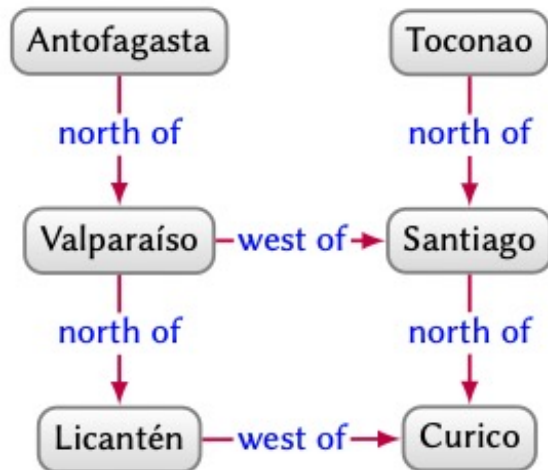 Antofagasta
Toconao
north of
north of
Valparaíso
west of
Santiago
north of
north of
Licantén
west of
Curico